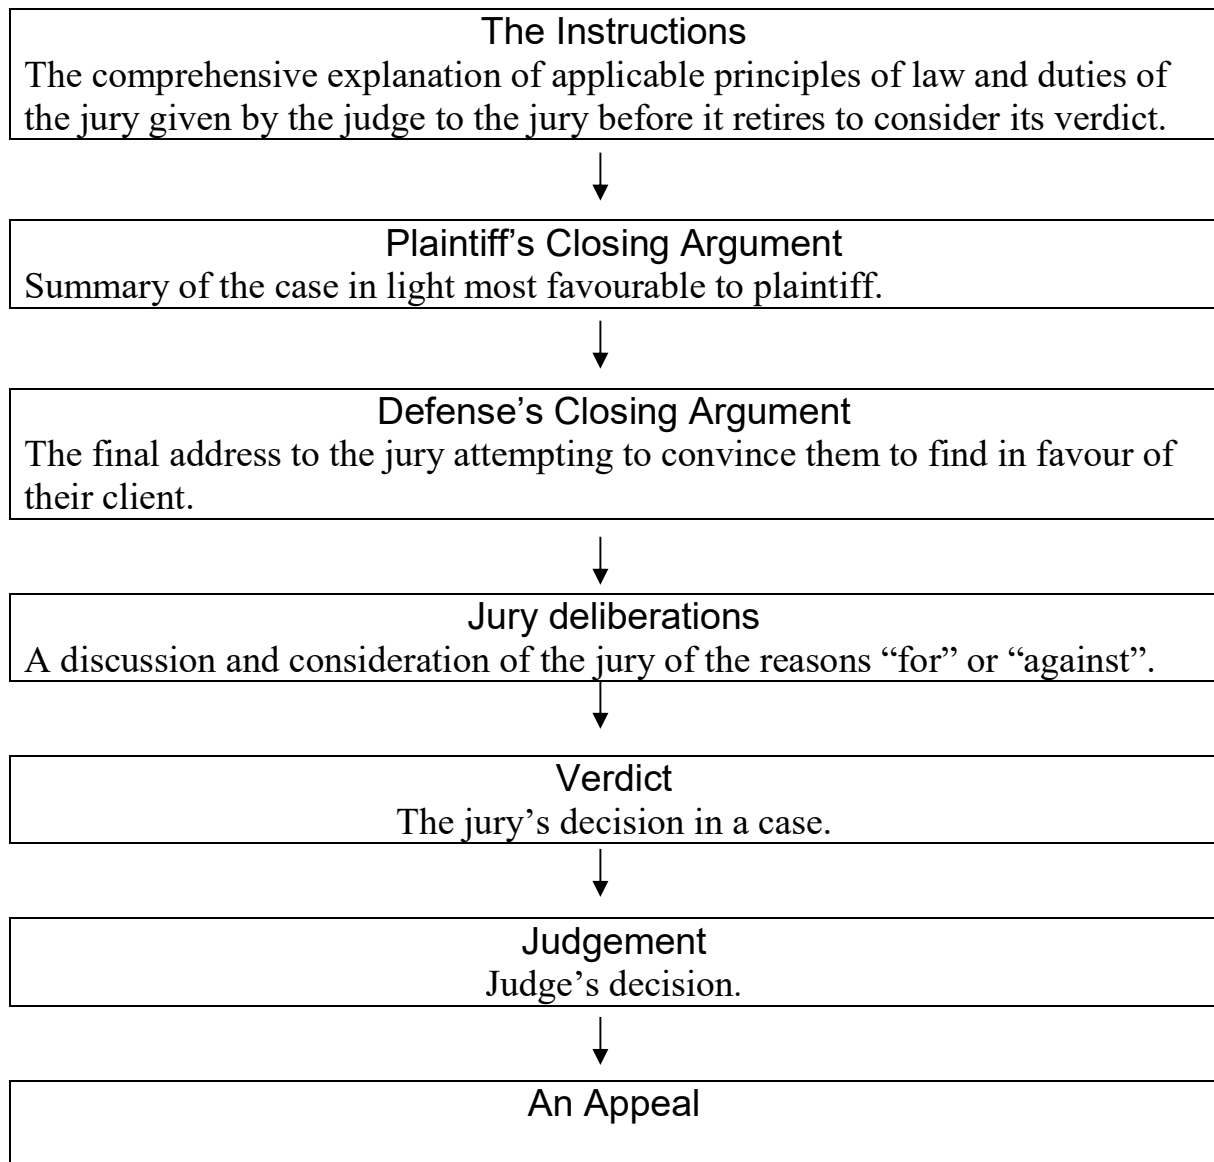 The Instructions
The comprehensive explanation of applicable principles of law and duties of
the jury given by the judge to the jury before it retires to consider its verdict.
Plaintiff’s Closing Argument
Summary of the case in light most favourable to plaintiff.
Defense’s Closing Argument
The final address to the jury attempting to convince them to find in favour of
their client.
Jury deliberations
A discussion and consideration of the jury of the reasons “for” or “against”.
Verdict
The jury’s decision in a case.
Judgement
Judge’s decision.
An Appeal